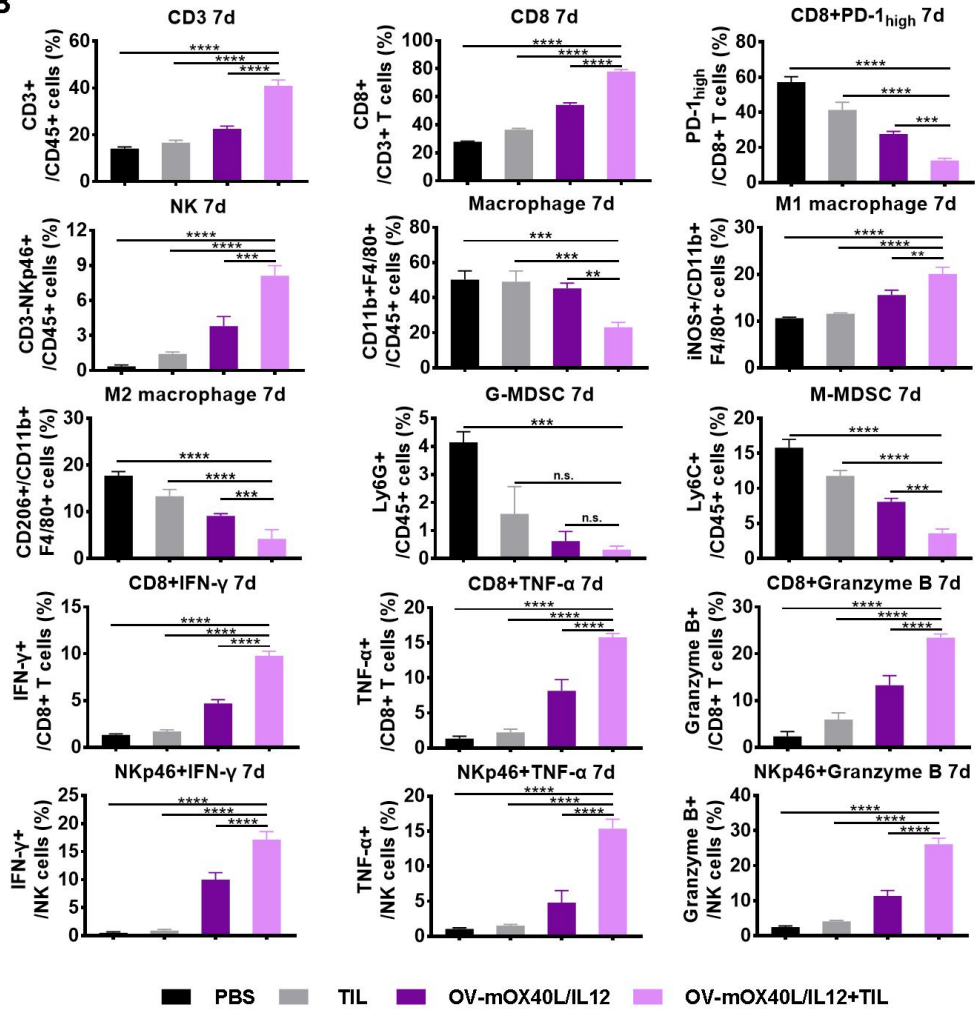 B
CD3 7d
CD3+
/CD45+ cells (%)
60
40
20
0
****
****
****
CD8 7d
CD8+
/CD3+ T cells (%)
100
80
60
40
20
0
****
****
****
CD8+PD-1high 7d
PD-1high
/CD8+ T cells (%)
80
60
40
20
0
****
****
***
NK 7d
CD3-NKp46+
/CD45+ cells (%)
12
9
6
3
0
****
****
***
Macrophage 7d
CD11b+F4/80+
/CD45+ cells (%)
80
60
40
20
0
***
***
**
M1 macrophage 7d
iNOS+/CD11b+
F4/80+ cells (%)
30
20
10
0
****
****
**
M2 macrophage 7d
CD206+/CD11b+
F4/80+ cells (%)
30
20
10
0
****
****
***
G-MDSC 7d
Ly6G+
/CD45+ cells (%)
5
4
3
2
1
0
***
n.s.
n.s.
M-MDSC 7d
Ly6C+
/CD45+ cells (%)
20
15
10
5
0
****
****
***
CD8+IFN-γ 7d
IFN-γ+
/CD8+ T cells (%)
15
10
5
0
****
****
****
CD8+TNF-α 7d
TNF-α+
/CD8+ T cells (%)
20
15
10
5
0
****
****
****
CD8+Granzyme B 7d
Granzyme B+
/CD8+ T cells (%)
30
20
10
0
****
****
****
NKp46+IFN-γ 7d
IFN-γ+
/NK cells (%)
25
20
15
10
5
0
****
****
****
NKp46+TNF-α 7d
TNF-α+
/NK cells (%)
20
15
10
5
0
****
****
****
NKp46+Granzyme B 7d
Granzyme B+
/NK cells (%)
40
30
20
10
0
****
****
****
PBS TIL OV-mOX40L/IL12 OV-mOX40L/IL12+TIL